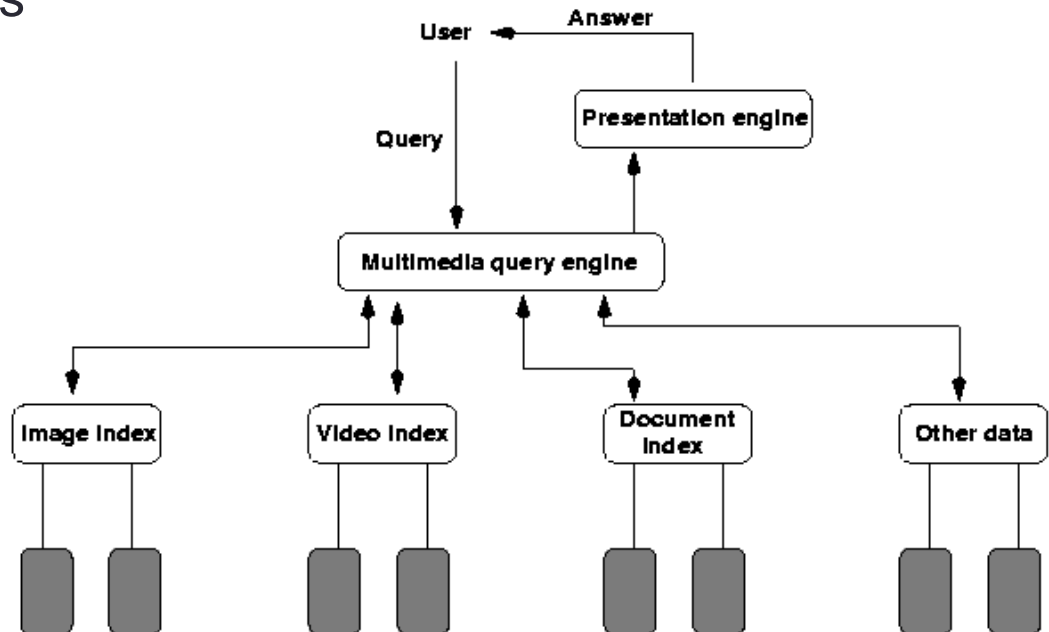 s
Answer
User
Presentation engine
Query
Multimedia query engine
Image index
Video index
Document
index
Other data